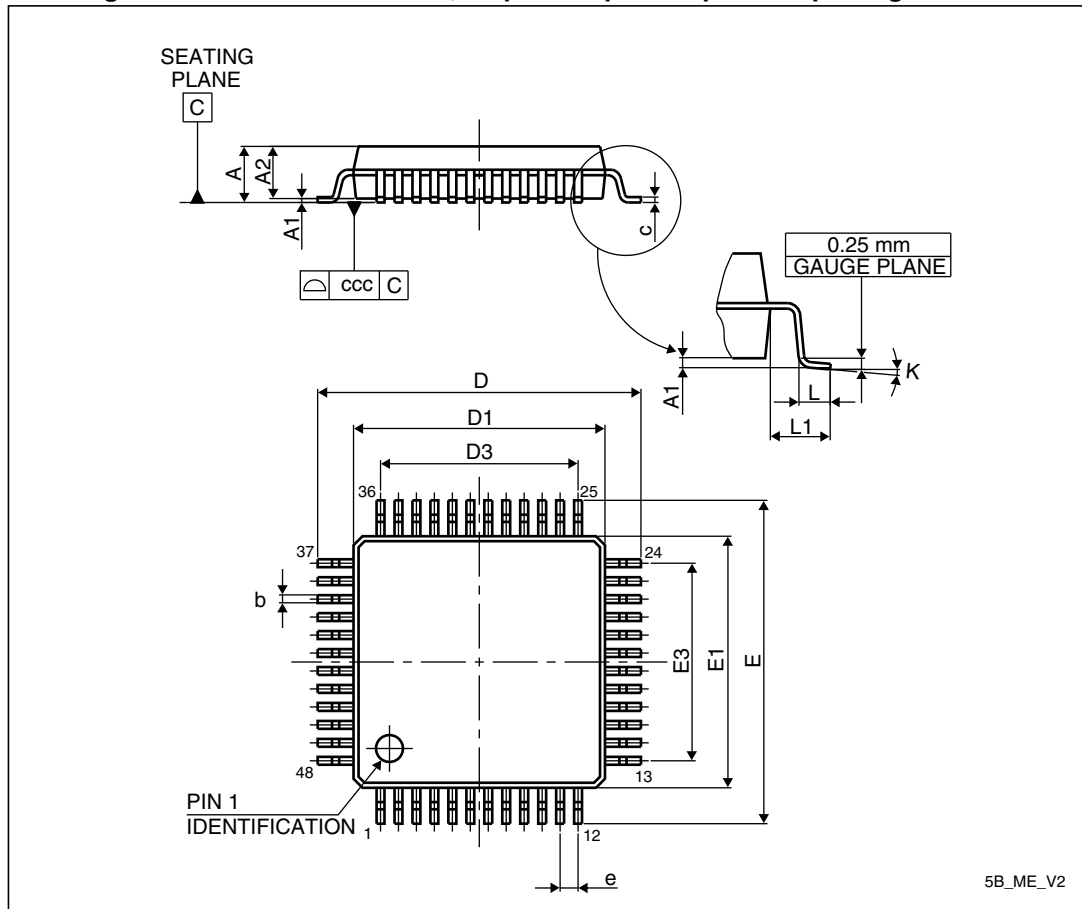 SEATING
PLANE
C
A
A2
A1
c
ccc C
0.25 mm
GAUGE PLANE
A1
K
L
L1
D
D1
D3
36
25
37
24
b
E3
E1
E
48
13
PIN 1
IDENTIFICATION
1
12
e
5B_ME_V2